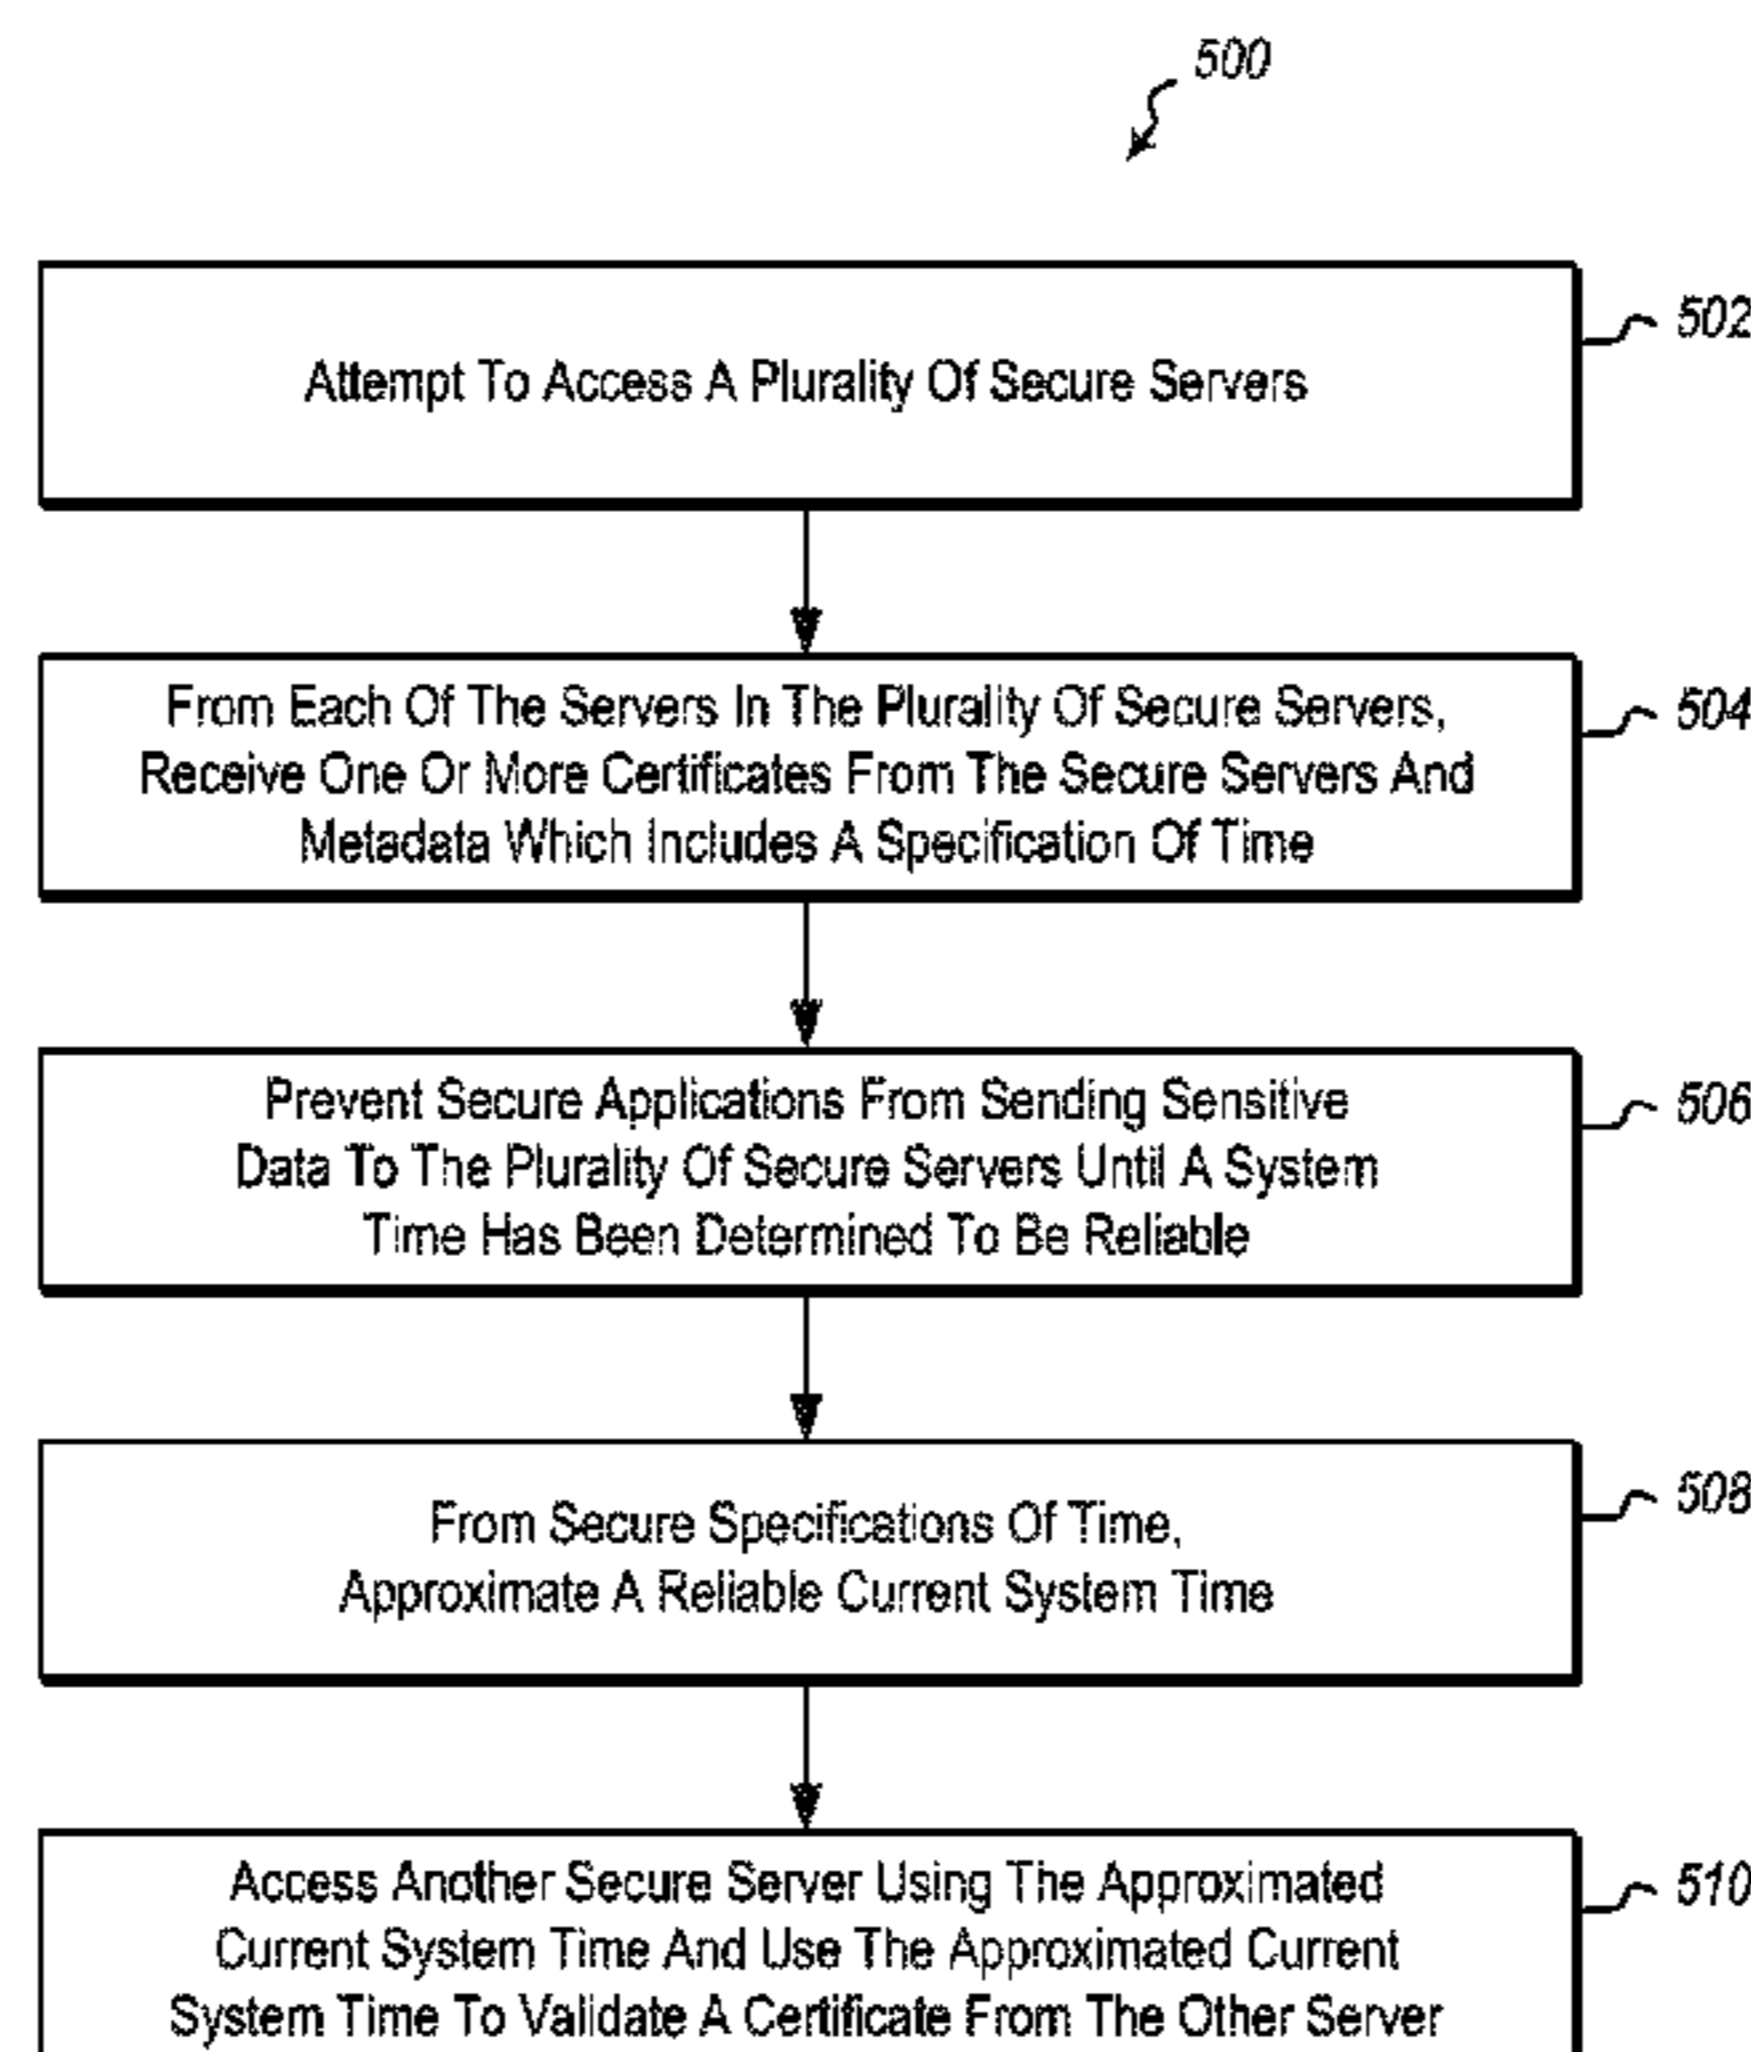 500
Attempt To Access A Plurality Of Secure Servers
502
From Each Of The Servers In The Plurality Of Secure Servers,
Receive One Or More Certificates From The Secure Servers And
Metadata Which Includes A Specification Of Time
504
Prevent Secure Applications From Sending Sensitive
Data To The Plurality Of Secure Servers Until A System
Time Has Been Determined To Be Reliable
506
From Secure Specifications Of Time,
Approximate A Reliable Current System Time
508
Access Another Secure Server Using The Approximated
Current System Time And Use The Approximated Current
System Time To Validate A Certificate From The Other Server
510